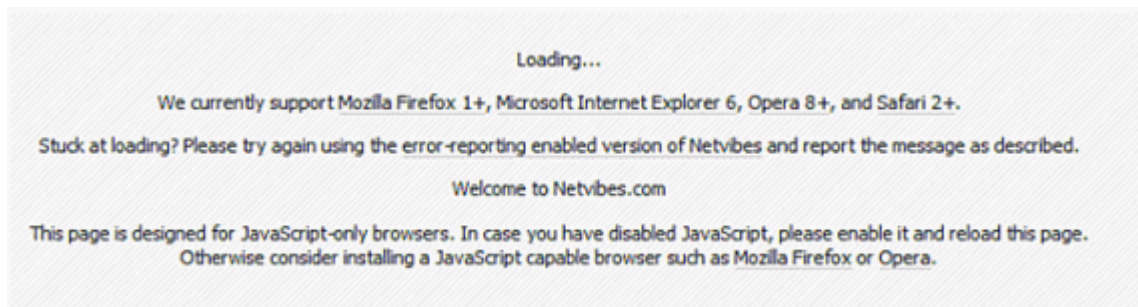 Loading...
We currently support Mozilla Firefox 1+, Microsoft Internet Explorer 6, Opera 8+, and Safari 2+.
Stuck at loading? Please try again using the error-reporting enabled version of Netvibes and report the message as described.
Welcome to Netvibes.com
This page is designed for JavaScript-only browsers. In case you have disabled JavaScript, please enable it and reload this page.
Otherwise consider installing a JavaScript capable browser such as Mozilla Firefox or Opera.